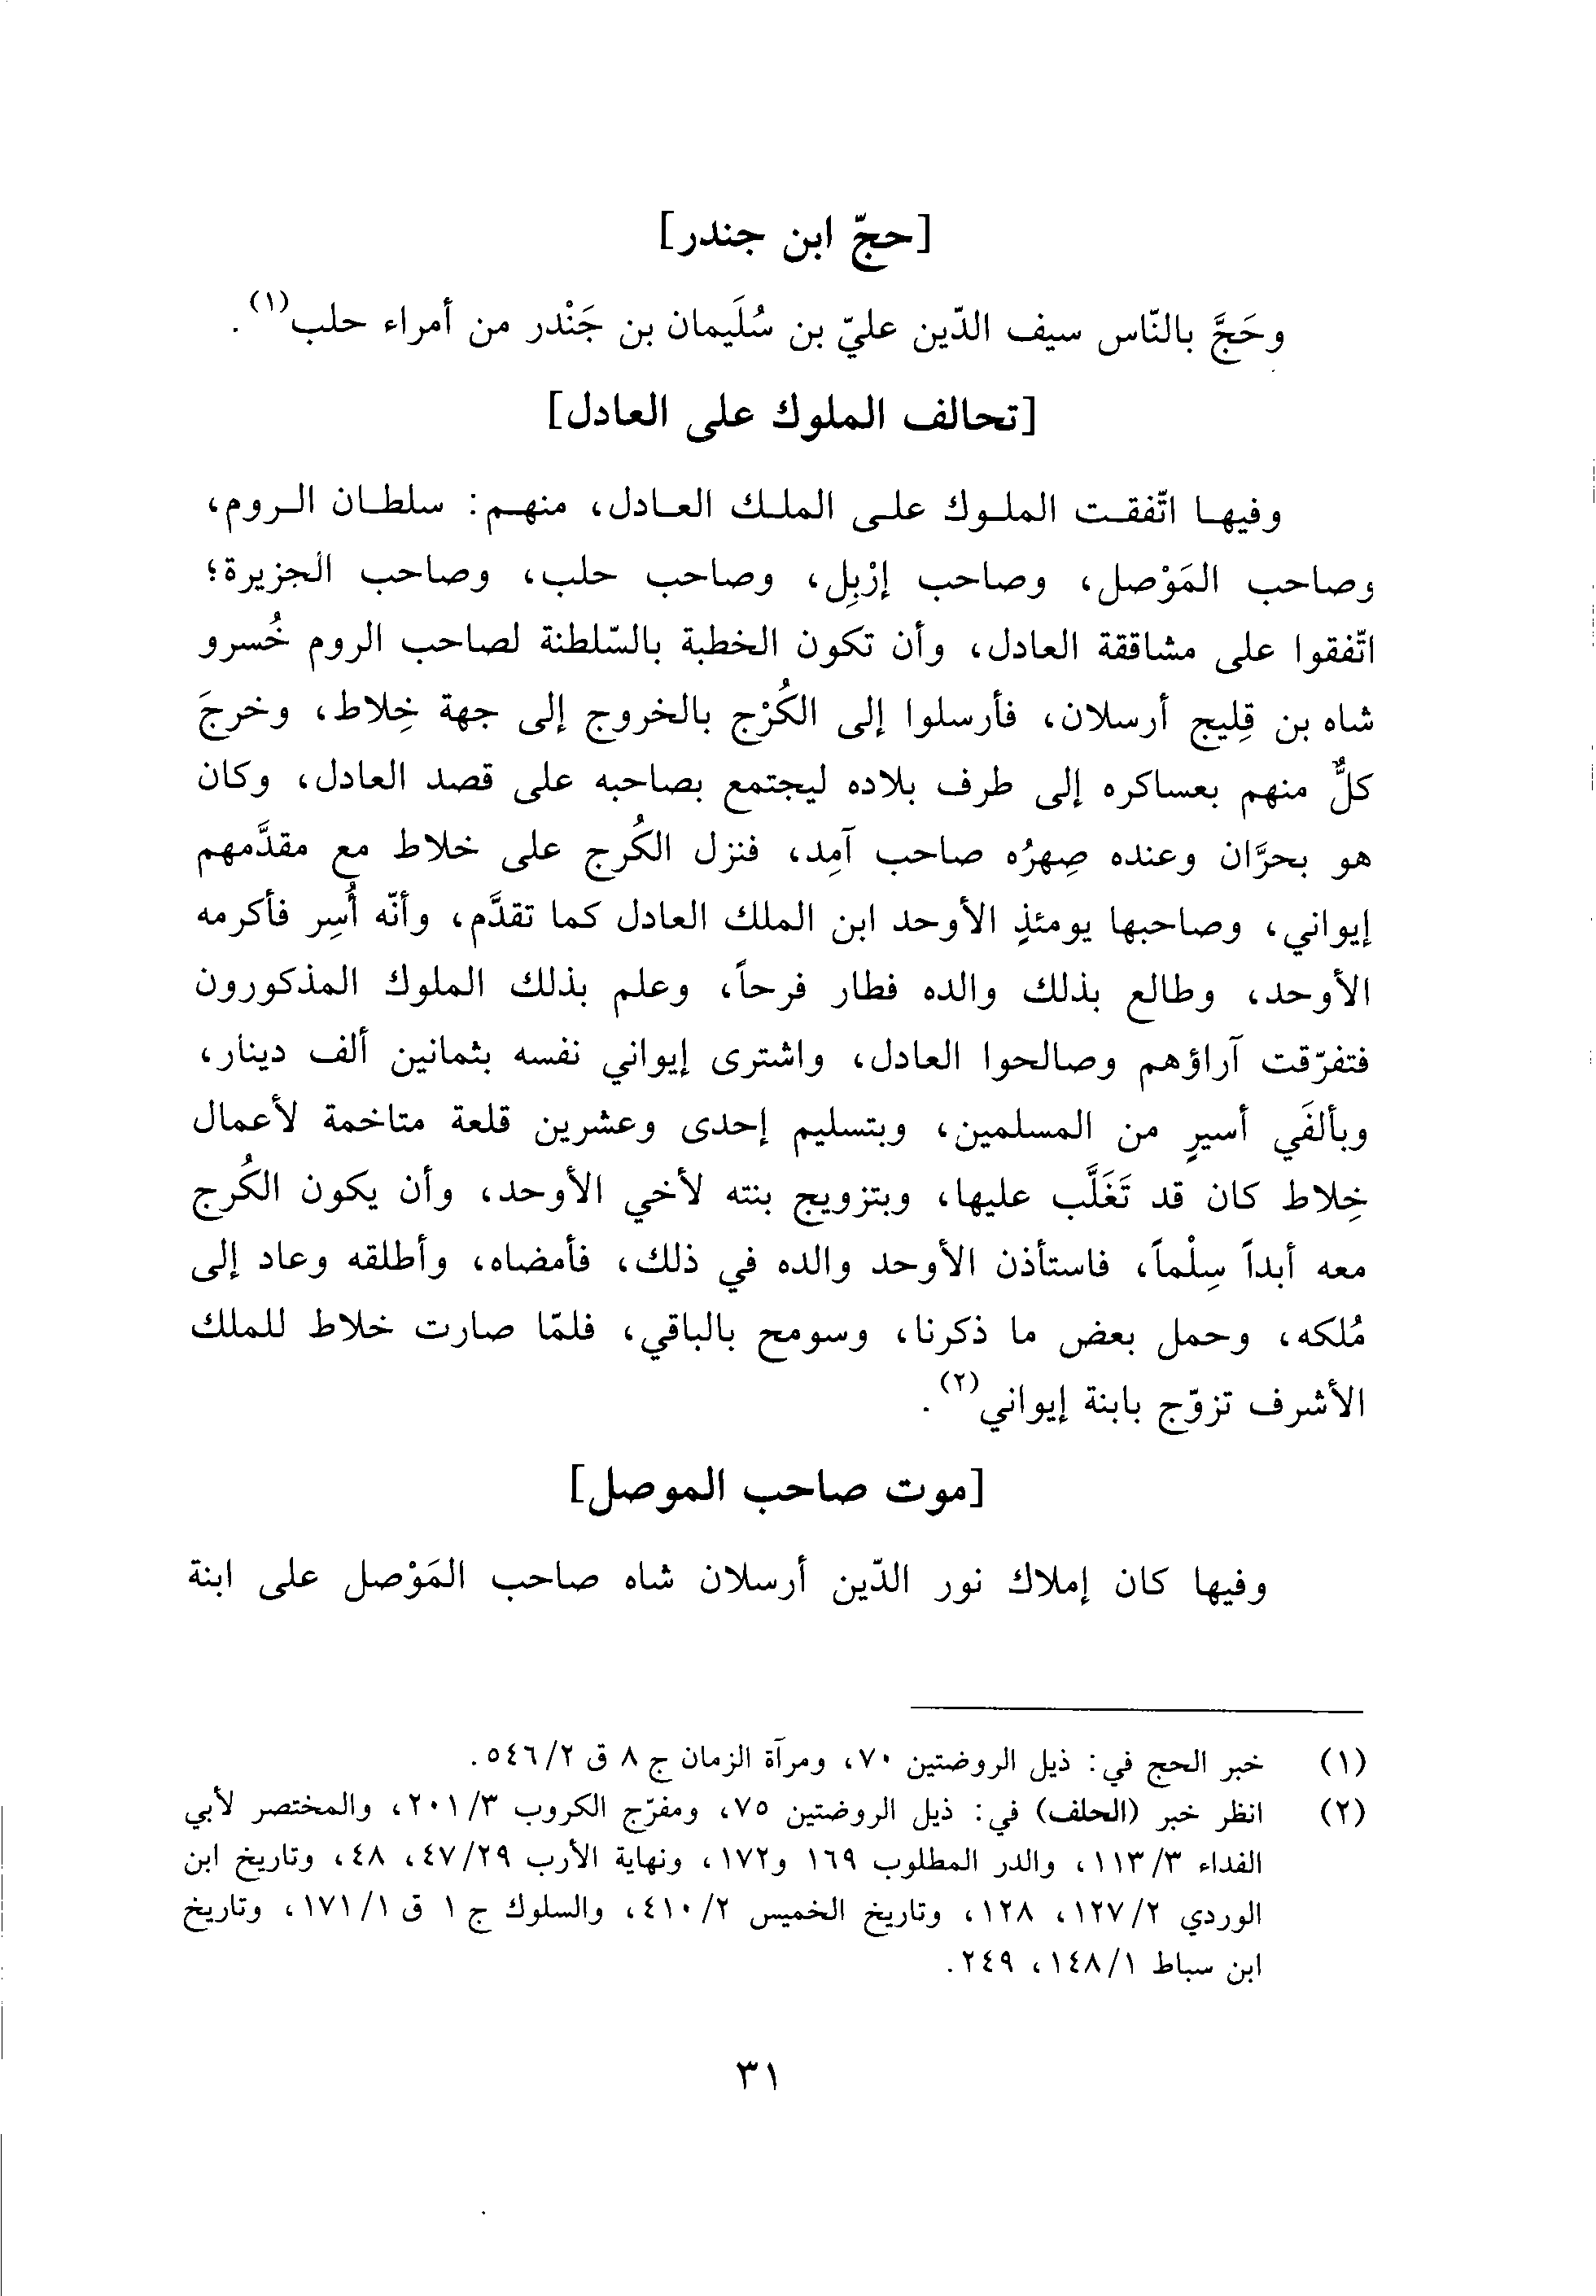 [حجّ ابن جندر]
وحَجَّ بالنّاس سيف الدّين عليّ بن سُلَيمان بن جَنْدر من أمراء حلب(١).
[تحالف الملوك على العادل]
وفيها اتّفقت الملوك على الملك العادل، منهم: سلطان الروم،
وصاحب المَوْصل، وصاحب إرْبِل، وصاحب حلب، وصاحب الجزيرة؛
اتّفقوا على مشاققة العادل، وأن تكون الخطبة بالسّلطنة لصاحب الروم خُسرو
شاه بن قِليج أرسلان، فأرسلوا إلى الكُرْج بالخروج إلى جهة خِلاط، وخرجَ
كلٌّ منهم بعساكره إلى طرف بلاده ليجتمع بصاحبه على قصد العادل، وكان
هو بحرَّان وعنده صِهرُه صاحب آمِد، فنزل الكُرج على خلاط مع مقدَّمهم
إيواني، وصاحبها يومئذٍ الأوحد ابن الملك العادل كما تقدَّم، وأنّه أُسِر فأكرمه
الأوحد، وطالع بذلك والده فطار فرحاً، وعلم بذلك الملوك المذكورون
فتفرّقت آراؤهم وصالحوا العادل، واشترى إيواني نفسه بثمانين ألف دينار،
وبألفَي أسيرٍ من المسلمين، وبتسليم إحدى وعشرين قلعة متاخمة لأعمال
خِلاط كان قد تَغَلَّب عليها، وبتزويج بنته لأخي الأوحد، وأن يكون الكُرج
معه أبداً سِلْماً، فاستأذن الأوحد والده في ذلك، فأمضاه، وأطلقه وعاد إلى
مُلكه، وحمل بعض ما ذكرنا، وسومح بالباقي، فلمّا صارت خلاط للملك
الأشرف تزوّج بابنة إيواني(٢).
[موت صاحب الموصل]
وفيها كان إملاك نور الدّين أرسلان شاه صاحب المَوْصل على ابنة
(١) خبر الحج في: ذيل الروضتين ٧٠، ومرآة الزمان ج ٨ ق ٥٤٦/٢.
(٢) انظر خبر (الحلف) في: ذيل الروضتين ٧٥، ومفرّج الكروب ٢٠١/٣، والمختصر لأبي
الفداء ١١٣/٣، والدر المطلوب ١٦٩ و١٧٢، ونهاية الأرب ٤٧/٢٩، ٤٨، وتاريخ ابن
الوردي ١٢٧/٢، ١٢٨، وتاريخ الخميس ٤١٠/٢، والسلوك ج ١ ق ١٧١/١، وتاريخ
ابن سباط ١٤٨/١، ٢٤٩.
٣١